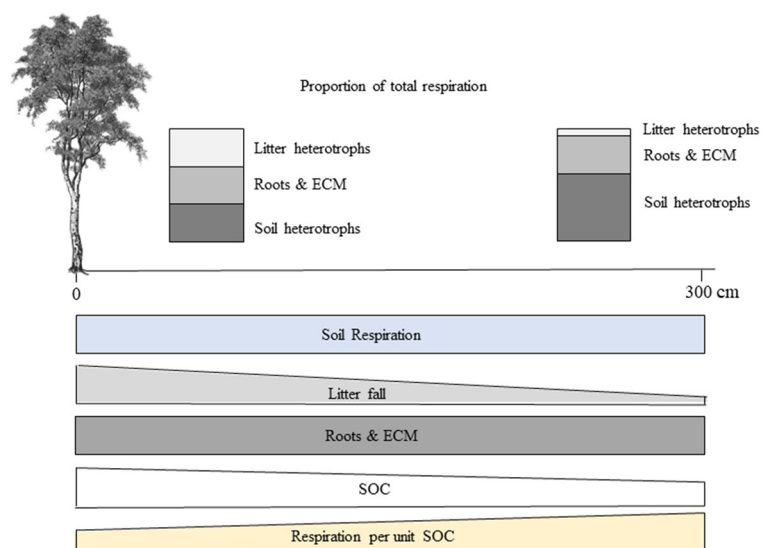 Proportion of total respiration
Litter heterotrophs
Roots & ECM
Soil heterotrophs
Litter heterotrophs
Roots & ECM
Soil heterotrophs
0
300 cm
Soil Respiration
Litter fall
Roots & ECM
SOC
Respiration per unit SOC